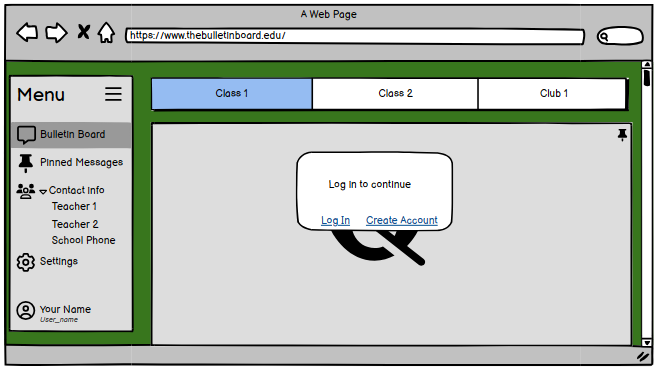 A Web Page
https://www.thebulletinboard.edu/
Menu
Class 1
Class 2
Club 1
Bulletin Board
Pinned Messages
Contact Info
Teacher 1
Teacher 2
School Phone
Settings
Your Name
User_name
Log in to continue
Log In
Create Account